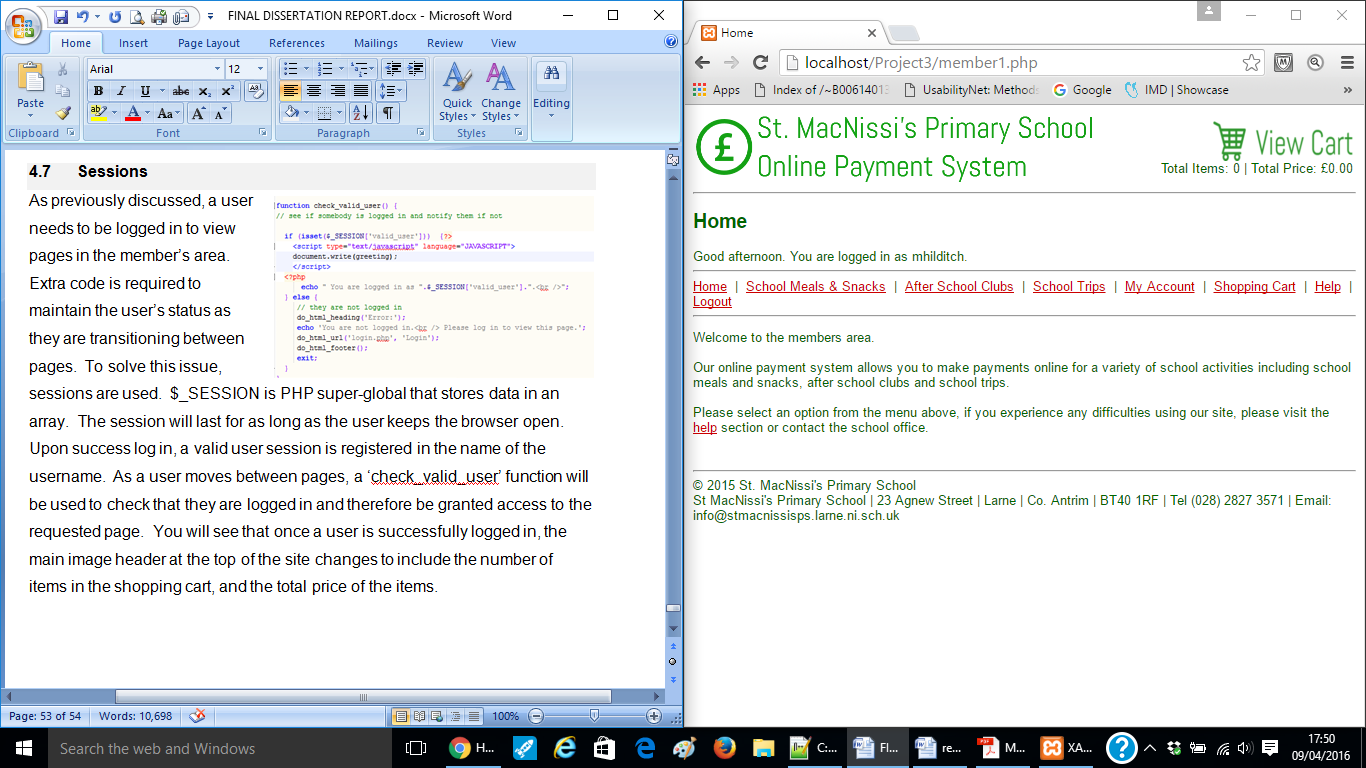 FINAL DISSERTATION REPORT.docx - Microsoft Word
Home Insert Page Layout References Mailings Review View
Paste
Clipboard
Arial 12
B I U abc x₂ x²
ab A Aa A A
Font
Paragraph
Quick Styles
Change Styles
Styles
Editing
4.7 Sessions
As previously discussed, a user
needs to be logged in to view
pages in the member's area.
Extra code is required to
maintain the user's status as
they are transitioning between
pages. To solve this issue,
function check_valid_user() {
// see if somebody is logged in and notify them if not
if (isset($_SESSION['valid_user'])) {?>
<script type="text/javascript" language="JAVASCRIPT">
document.write(greeting);
</script>
<?php
echo " You are logged in as ".$_SESSION['valid_user'].".<br />";
} else {
// they are not logged in
do_html_heading('Error:');
echo 'You are not logged in.<br /> Please log in to view this page.';
do_html_url('login.php', 'Login');
do_html_footer();
exit;
}
sessions are used. $_SESSION is PHP super-global that stores data in an
array. The session will last for as long as the user keeps the browser open.
Upon success log in, a valid user session is registered in the name of the
username. As a user moves between pages, a ‘check_valid_user’ function will
be used to check that they are logged in and therefore be granted access to the
requested page. You will see that once a user is successfully logged in, the
main image header at the top of the site changes to include the number of
items in the shopping cart, and the total price of the items.
Page: 53 of 54 Words: 10,698 100%
Home
localhost/Project3/member1.php
Apps Index of /~B0061401 UsabilityNet: Method Google IMD | Showcase »
£ St. MacNissi's Primary School
Online Payment System
View Cart
Total Items: 0 | Total Price: £0.00
Home
Good afternoon. You are logged in as mhilditch.
Home | School Meals & Snacks | After School Clubs | School Trips | My Account | Shopping Cart | Help |
Logout
Welcome to the members area.
Our online payment system allows you to make payments online for a variety of school activities including school
meals and snacks, after school clubs and school trips.
Please select an option from the menu above, if you experience any difficulties using our site, please visit the
help section or contact the school office.
© 2015 St. MacNissi's Primary School
St MacNissi's Primary School | 23 Agnew Street | Larne | Co. Antrim | BT40 1RF | Tel (028) 2827 3571 | Email:
info@stmacnissisps.larne.ni.sch.uk
Search the web and Windows
H... C:... FI... re... M... XA...
17:50
09/04/2016